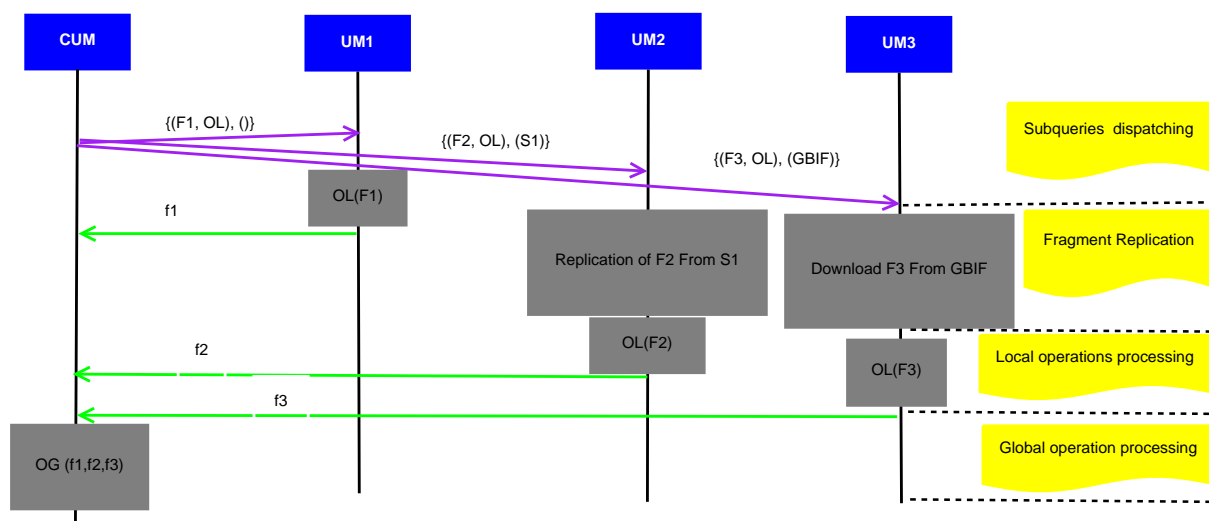 CUM
UM1
UM2
UM3
{(F1, OL), ()}
{(F2, OL), (S1)}
{(F3, OL), (GBIF)}
Subqueries dispatching
OL(F1)
f1
Replication of F2 From S1
Download F3 From GBIF
Fragment Replication
OL(F2)
f2
OL(F3)
Local operations processing
f3
OG (f1,f2,f3)
Global operation processing